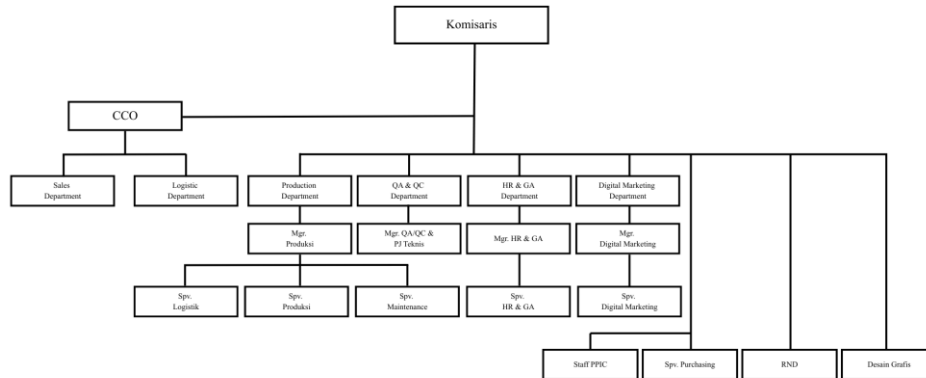 Komisaris
CCO
Sales
Department
Logistic
Department
Production
Department
QA & QC
Department
HR & GA
Department
Digital Marketing
Department
Mgr.
Produksi
Mgr. QA/QC &
PJ Teknis
Mgr. HR & GA
Mgr.
Digital Marketing
Spv.
Logistik
Spv.
Produksi
Spv.
Maintenance
Spv.
HR & GA
Spv.
Digital Marketing
Staff PPIC
Spv. Purchasing
RND
Desain Grafis